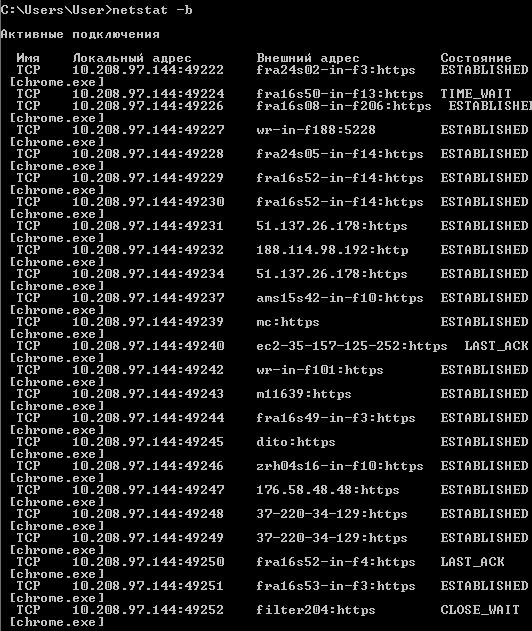 C:\Users\User>netstat -b
Активные подключения
Имя Локальный адрес Внешний адрес Состояние
TCP 10.208.97.144:49222 fra24s02-in-f3:https ESTABLISHED
[chrome.exe]
TCP 10.208.97.144:49224 fra16s50-in-f13:https TIME_WAIT
TCP 10.208.97.144:49226 fra16s08-in-f206:https ESTABLISHED
[chrome.exe]
TCP 10.208.97.144:49227 wr-in-f188:5228 ESTABLISHED
[chrome.exe]
TCP 10.208.97.144:49228 fra24s05-in-f14:https ESTABLISHED
[chrome.exe]
TCP 10.208.97.144:49229 fra16s52-in-f14:https ESTABLISHED
[chrome.exe]
TCP 10.208.97.144:49230 fra16s52-in-f14:https ESTABLISHED
[chrome.exe]
TCP 10.208.97.144:49231 51.137.26.178:https ESTABLISHED
[chrome.exe]
TCP 10.208.97.144:49232 188.114.98.192:http ESTABLISHED
[chrome.exe]
TCP 10.208.97.144:49234 51.137.26.178:https ESTABLISHED
[chrome.exe]
TCP 10.208.97.144:49237 ams15s42-in-f10:https ESTABLISHED
[chrome.exe]
TCP 10.208.97.144:49239 mc:https ESTABLISHED
[chrome.exe]
TCP 10.208.97.144:49240 ec2-35-157-125-252:https LAST_ACK
[chrome.exe]
TCP 10.208.97.144:49242 wr-in-f101:https ESTABLISHED
[chrome.exe]
TCP 10.208.97.144:49243 m11639:https ESTABLISHED
[chrome.exe]
TCP 10.208.97.144:49244 fra16s49-in-f3:https ESTABLISHED
[chrome.exe]
TCP 10.208.97.144:49245 dito:https ESTABLISHED
[chrome.exe]
TCP 10.208.97.144:49246 zrh04s16-in-f10:https ESTABLISHED
[chrome.exe]
TCP 10.208.97.144:49247 176.58.48.48:https ESTABLISHED
[chrome.exe]
TCP 10.208.97.144:49248 37-220-34-129:https ESTABLISHED
[chrome.exe]
TCP 10.208.97.144:49249 37-220-34-129:https ESTABLISHED
[chrome.exe]
TCP 10.208.97.144:49250 fra16s52-in-f4:https LAST_ACK
[chrome.exe]
TCP 10.208.97.144:49251 fra16s53-in-f3:https ESTABLISHED
[chrome.exe]
TCP 10.208.97.144:49252 filter204:https CLOSE_WAIT
[chrome.exe]